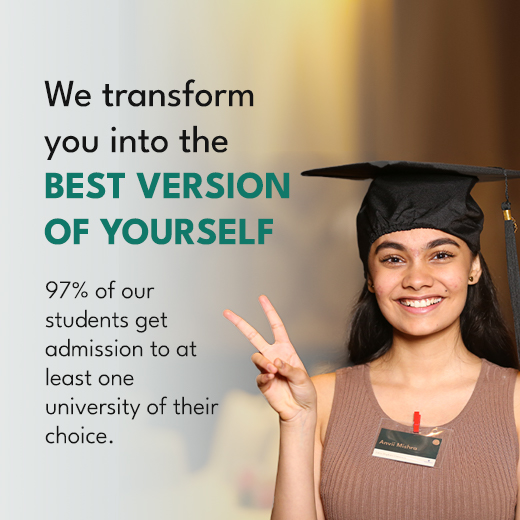 We transform
you into the
BEST VERSION
OF YOURSELF
97% of our
students get
admission to at
least one
university of their
choice.